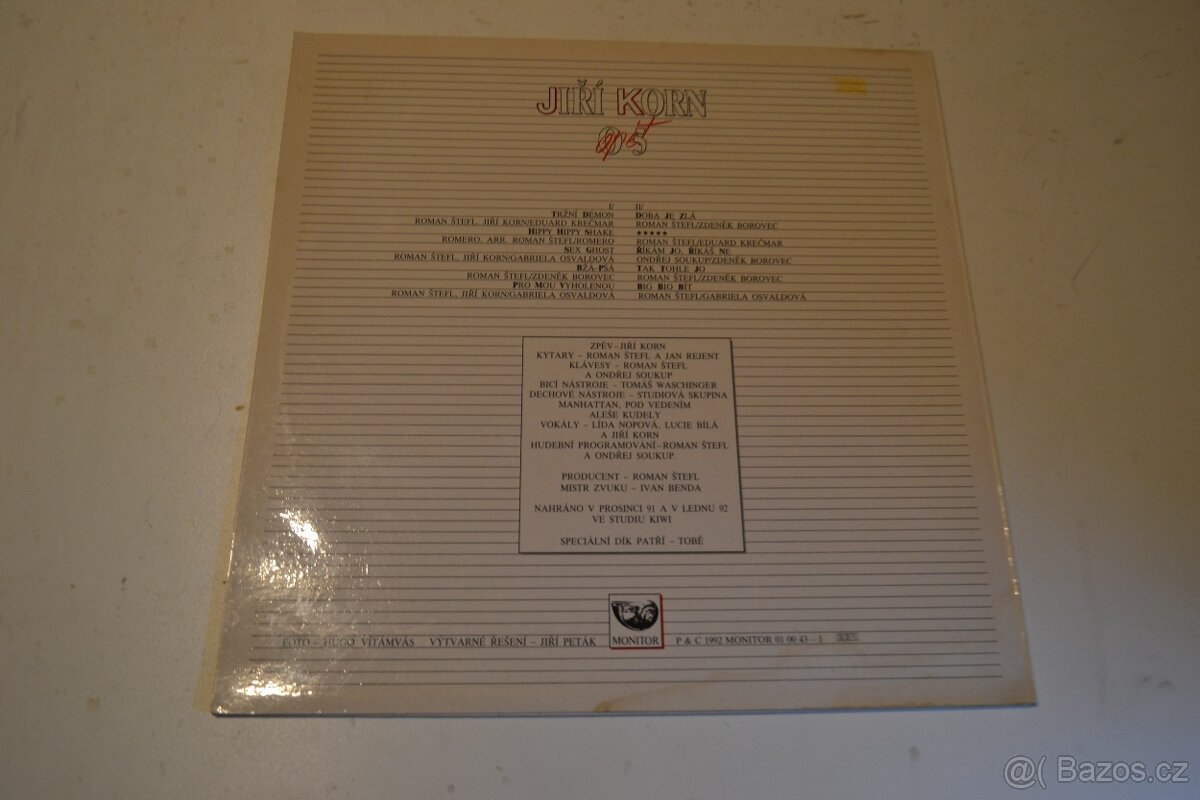 JIŘÍ KORN
05
opět
I/
TRŽNÍ DÉMON
ROMAN ŠTEFL, JIŘÍ KORN/EDUARD KREČMAR
HIPPY HIPPY SHAKE
ROMERO, ARR. ROMAN ŠTEFL/ROMERO
SEX GHOST
ROMAN ŠTEFL, JIŘÍ KORN/GABRIELA OSVALDOVÁ
BŽÁ PŠÁ
ROMAN ŠTEFL/ZDENĚK BOROVEC
PRO MOU VYHOLENOU
ROMAN ŠTEFL, JIŘÍ KORN/GABRIELA OSVALDOVÁ
II/
DOBA JE ZLÁ
ROMAN ŠTEFL/ZDENĚK BOROVEC
★★★★★
ROMAN ŠTEFL/EDUARD KREČMAR
ŘÍKÁM JO, ŘÍKÁŠ NE
ONDŘEJ SOUKUP/ZDENĚK BOROVEC
TAK TOHLE JO
ROMAN ŠTEFL/ZDENĚK BOROVEC
BIG BIO BÍT
ROMAN ŠTEFL/GABRIELA OSVALDOVÁ
ZPĚV – JIŘÍ KORN
KYTARY – ROMAN ŠTEFL A JAN REJENT
KLÁVESY – ROMAN ŠTEFL
A ONDŘEJ SOUKUP
BICÍ NÁSTROJE – TOMÁŠ WASCHINGER
DECHOVÉ NÁSTROJE – STUDIOVÁ SKUPINA
MANHATTAN, POD VEDENÍM
ALEŠE KUDELY
VOKÁLY – LÍDA NOPOVÁ, LUCIE BÍLÁ
A JIŘÍ KORN
HUDEBNÍ PROGRAMOVÁNÍ – ROMAN ŠTEFL
A ONDŘEJ SOUKUP.
PRODUCENT – ROMAN ŠTEFL
MISTR ZVUKU – IVAN BENDA
NAHRÁNO V PROSINCI 91 A V LEDNU 92
VE STUDIU KIWI
SPECIÁLNÍ DÍK PATŘÍ – TOBĚ
FOTO – HUGO VÍTÁMVÁS VÝTVARNÉ ŘEŠENÍ – JIŘÍ PETÁK MONITOR P & C 1992 MONITOR 01 00 43 - 1
@( Bazos.cz